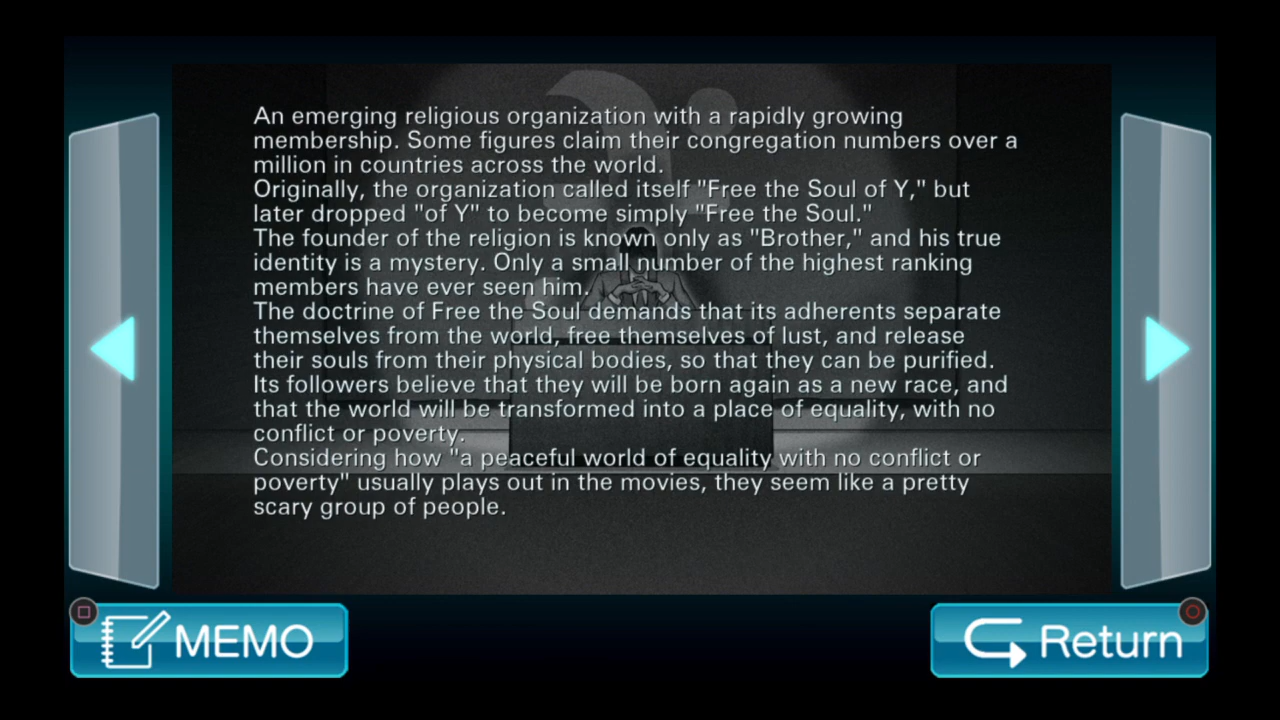 An emerging religious organization with a rapidly growing
membership. Some figures claim their congregation numbers over a
million in countries across the world.
Originally, the organization called itself "Free the Soul of Y," but
later dropped "of Y" to become simply "Free the Soul."
The founder of the religion is known only as "Brother," and his true
identity is a mystery. Only a small number of the highest ranking
members have ever seen him.
The doctrine of Free the Soul demands that its adherents separate
themselves from the world, free themselves of lust, and release
their souls from their physical bodies, so that they can be purified.
Its followers believe that they will be born again as a new race, and
that the world will be transformed into a place of equality, with no
conflict or poverty.
Considering how "a peaceful world of equality with no conflict or
poverty" usually plays out in the movies, they seem like a pretty
scary group of people.
MEMO
Return